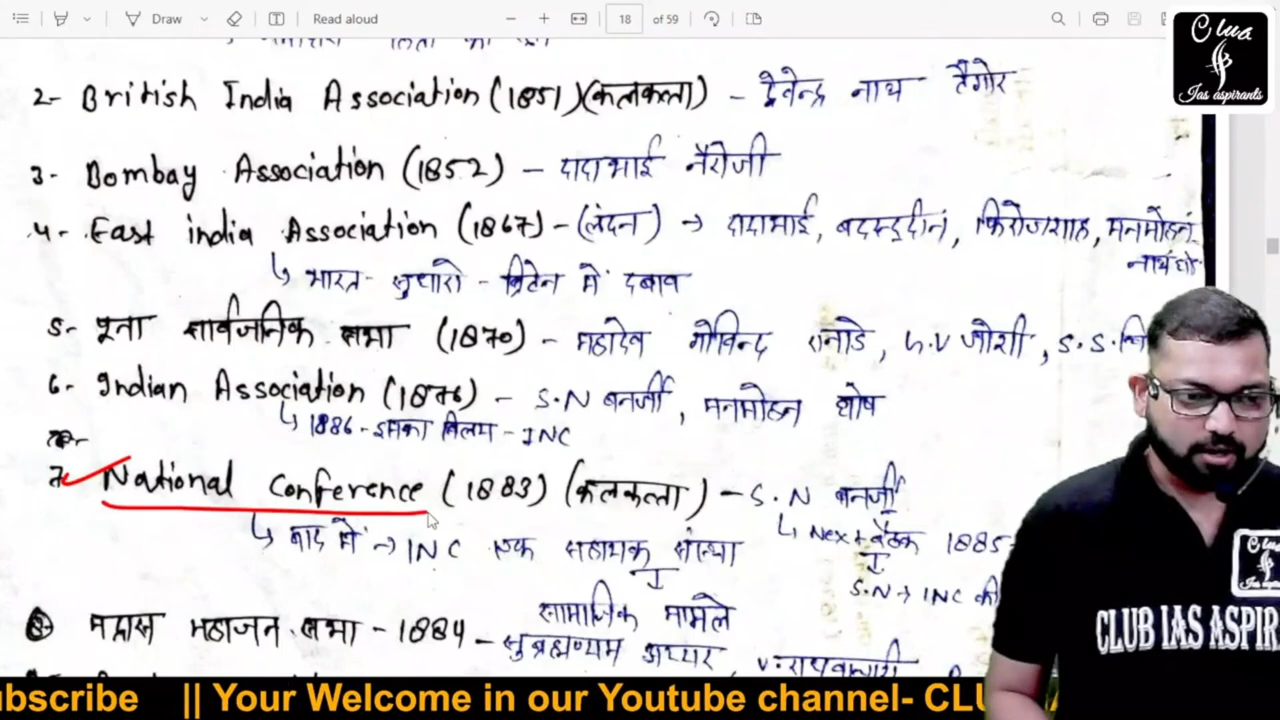 Draw
Read aloud
18 of 59
Clua
Ias aspirants
2- British India Association (1851) (कलकत्ता) - देवेन्द्र नाथ टैगोर
3- Bombay Association (1852) - दादाभाई नैरोजी
4- East india Association (1867) - (लंदन) → दादाभाई, बदरूद्दीन, फिरोजशाह, मनमोहन
नाथ घो
↳ भारत - सुधारो - ब्रिटेन में दबाव
5- पूना सार्वजनिक सभा (1870) - महादेव गोविन्द रानाडे, G.V जोशी, S.S.
6- Indian Association (1876) - S.N बनर्जी, मनमोहन घोष
↳ 1886 - इसका विलय - INC
7 National Conference (1883) (कलकत्ता) - S.N बनर्जी
↳ बाद में → INC एक सहायक संस्था
↳ Next बैठक 1885
S.N → INC की
सामाजिक मामले
8 मद्रास महाजन सभा - 1884 - सुब्रह्मण्यम अय्यर,
CLUB IAS ASPIR
ubscribe || Your Welcome in our Youtube channel- CLU